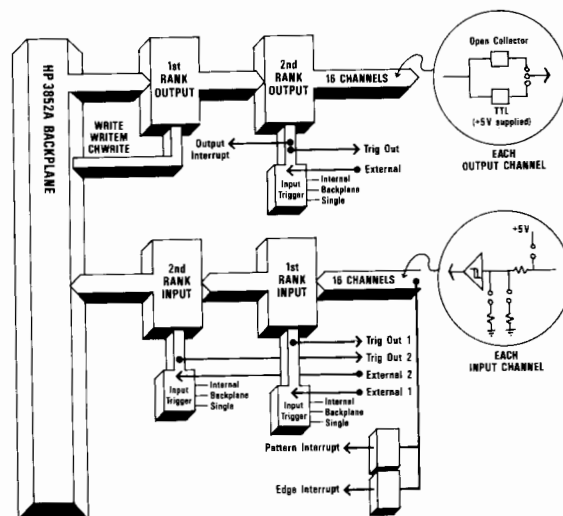 HP 3852A BACKPLANE
1st
RANK
OUTPUT
2nd
RANK
OUTPUT
16 CHANNELS
Open Collector
TTL
(+5V supplied)
EACH
OUTPUT CHANNEL
WRITE
WRITEM
CHWRITE
Output
Interrupt
Trig Out
External
Input
Trigger
Internal
Backplane
Single
2nd
RANK
INPUT
1st
RANK
INPUT
16 CHANNELS
+5V
EACH
INPUT CHANNEL
Trig Out 1
Trig Out 2
External 2
External 1
Input
Trigger
Internal
Backplane
Single
Input
Trigger
Internal
Backplane
Single
Pattern Interrupt
Edge Interrupt